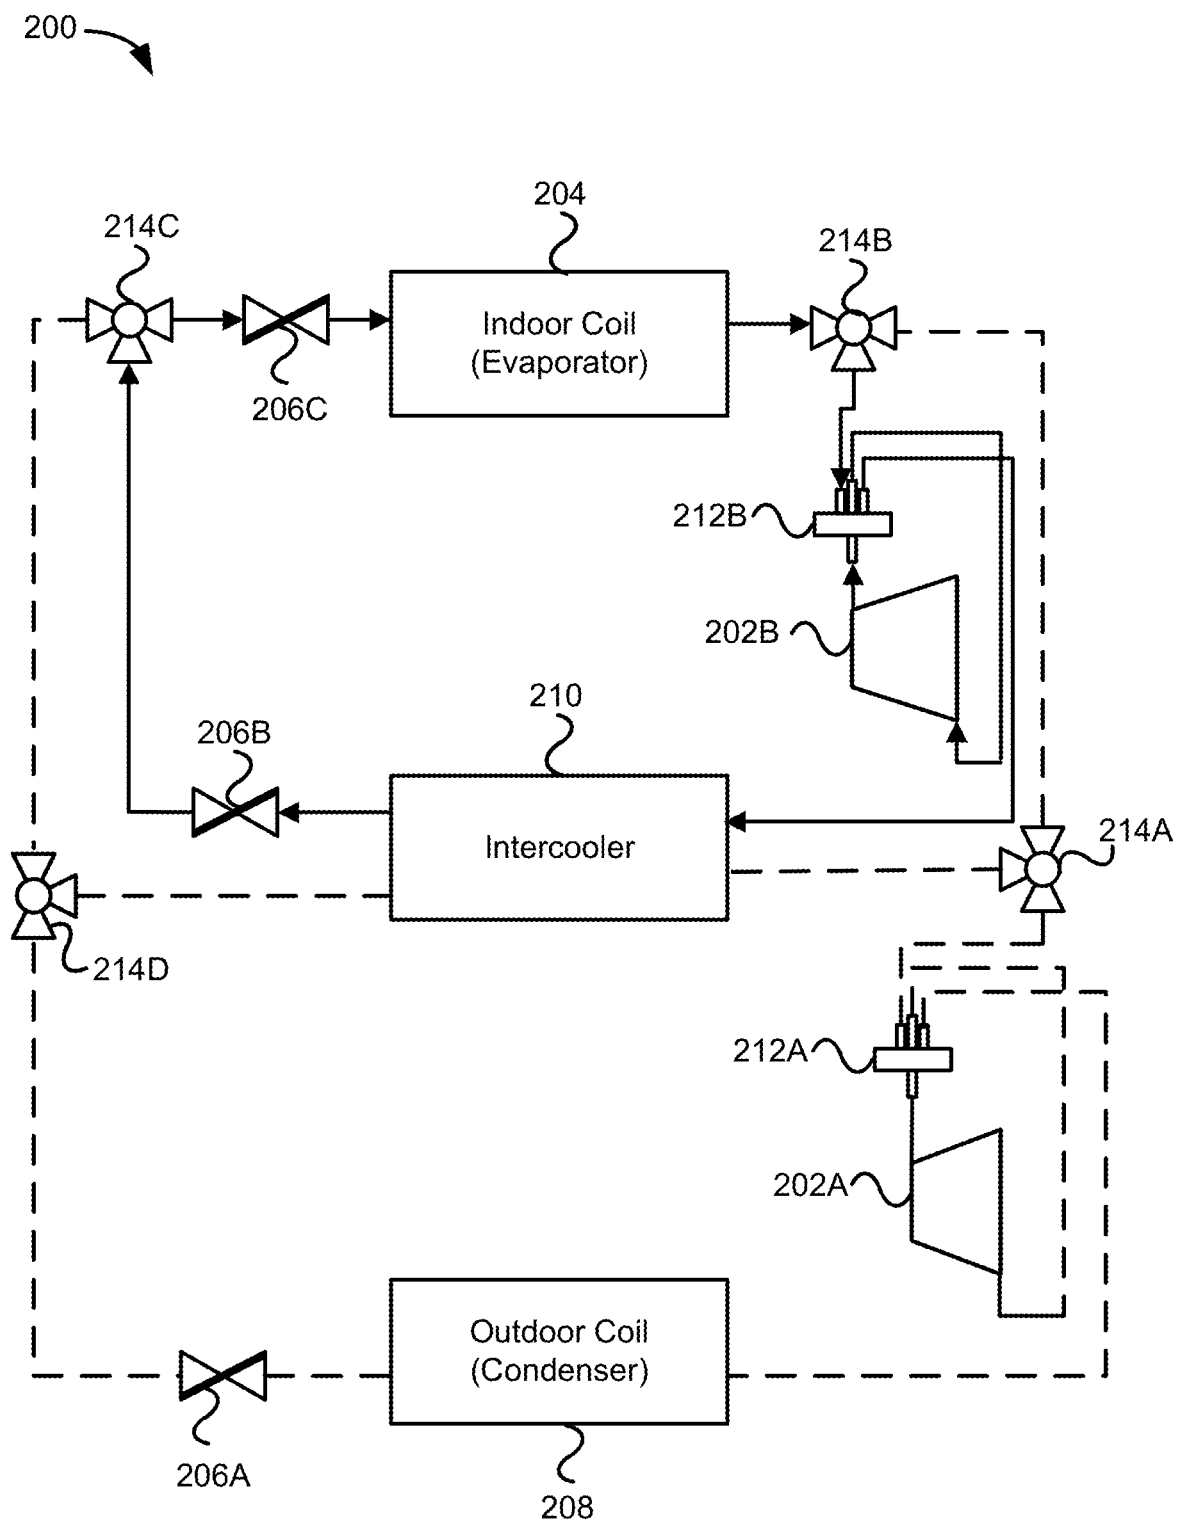 200
204
214C
214B
Indoor Coil
(Evaporator)
206C
212B
202B
210
206B
Intercooler
214A
214D
212A
202A
Outdoor Coil
(Condenser)
206A
208